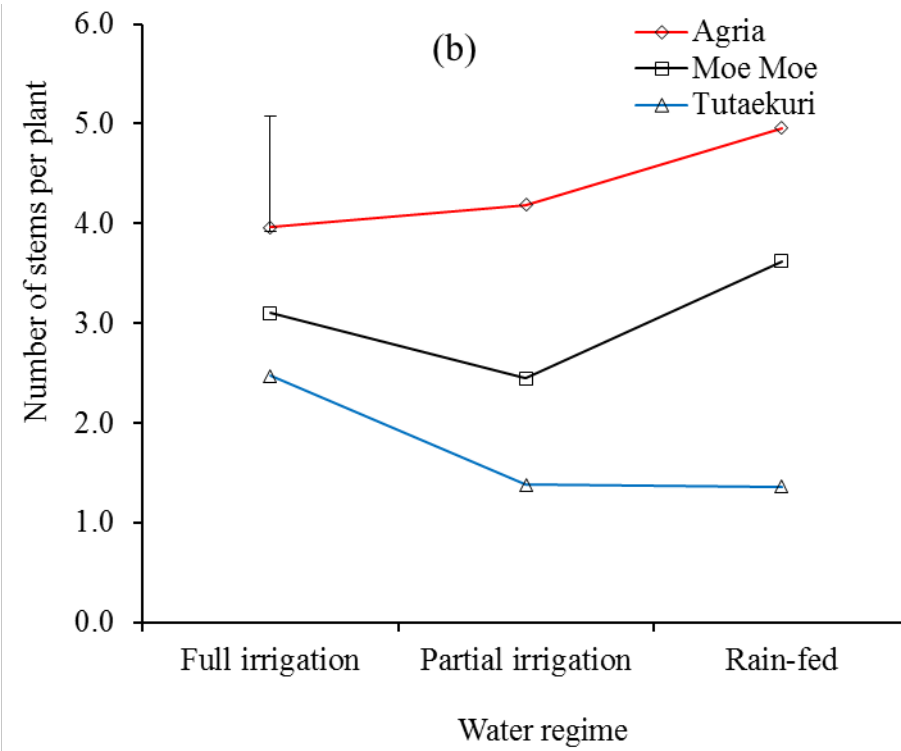 (b)
Agria
Moe Moe
Tutaekuri
Number of stems per plant
6.0
5.0
4.0
3.0
2.0
1.0
0.0
Full irrigation
Partial irrigation
Rain-fed
Water regime